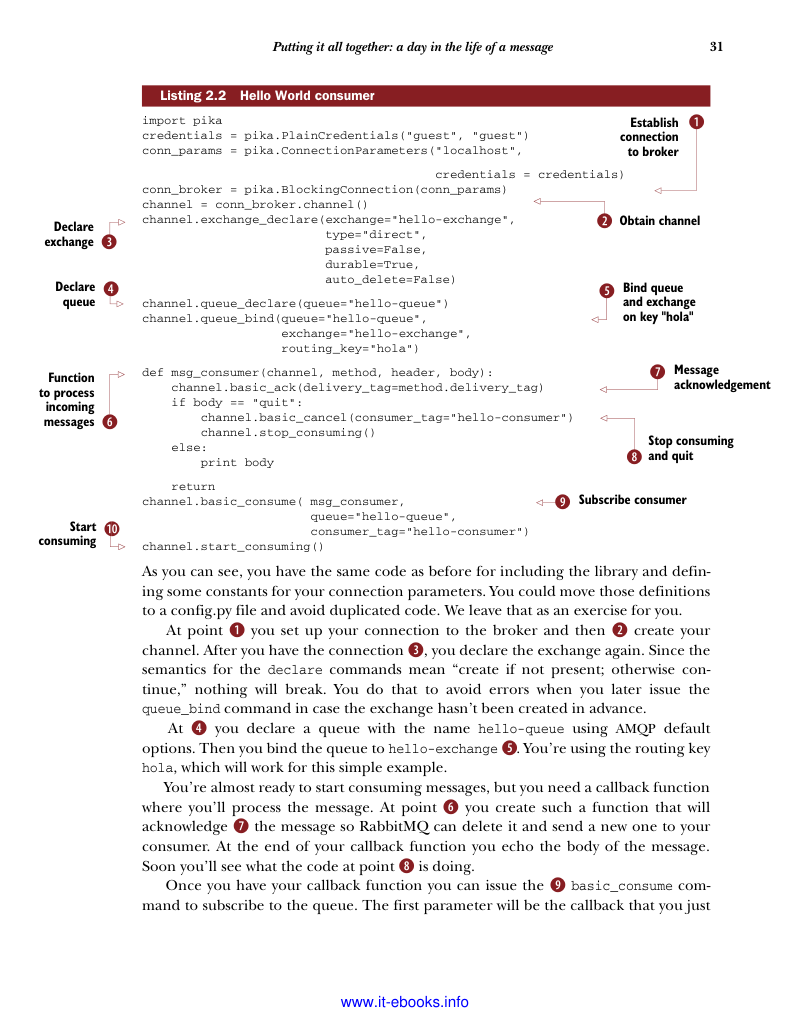 Putting it all together: a day in the life of a message 31
Listing 2.2 Hello World consumer
import pika
credentials = pika.PlainCredentials("guest", "guest")
conn_params = pika.ConnectionParameters("localhost",
credentials = credentials)
conn_broker = pika.BlockingConnection(conn_params)
channel = conn_broker.channel()
channel.exchange_declare(exchange="hello-exchange",
type="direct",
passive=False,
durable=True,
auto_delete=False)
channel.queue_declare(queue="hello-queue")
channel.queue_bind(queue="hello-queue",
exchange="hello-exchange",
routing_key="hola")
def msg_consumer(channel, method, header, body):
channel.basic_ack(delivery_tag=method.delivery_tag)
if body == "quit":
channel.basic_cancel(consumer_tag="hello-consumer")
channel.stop_consuming()
else:
print body
return
channel.basic_consume( msg_consumer,
queue="hello-queue",
consumer_tag="hello-consumer")
channel.start_consuming()
Establish 1
connection
to broker
2 Obtain channel
Declare
exchange 3
Declare 4
queue
5 Bind queue
and exchange
on key "hola"
Function
to process
incoming
messages 6
7 Message
acknowledgement
Stop consuming
8 and quit
9 Subscribe consumer
Start 10
consuming
As you can see, you have the same code as before for including the library and defin-
ing some constants for your connection parameters. You could move those definitions
to a config.py file and avoid duplicated code. We leave that as an exercise for you.
At point 1 you set up your connection to the broker and then 2 create your
channel. After you have the connection 3, you declare the exchange again. Since the
semantics for the declare commands mean “create if not present; otherwise con-
tinue,” nothing will break. You do that to avoid errors when you later issue the
queue_bind command in case the exchange hasn’t been created in advance.
At 4 you declare a queue with the name hello-queue using AMQP default
options. Then you bind the queue to hello-exchange 5. You’re using the routing key
hola, which will work for this simple example.
You’re almost ready to start consuming messages, but you need a callback function
where you’ll process the message. At point 6 you create such a function that will
acknowledge 7 the message so RabbitMQ can delete it and send a new one to your
consumer. At the end of your callback function you echo the body of the message.
Soon you’ll see what the code at point 8 is doing.
Once you have your callback function you can issue the 9 basic_consume com-
mand to subscribe to the queue. The first parameter will be the callback that you just
www.it-ebooks.info